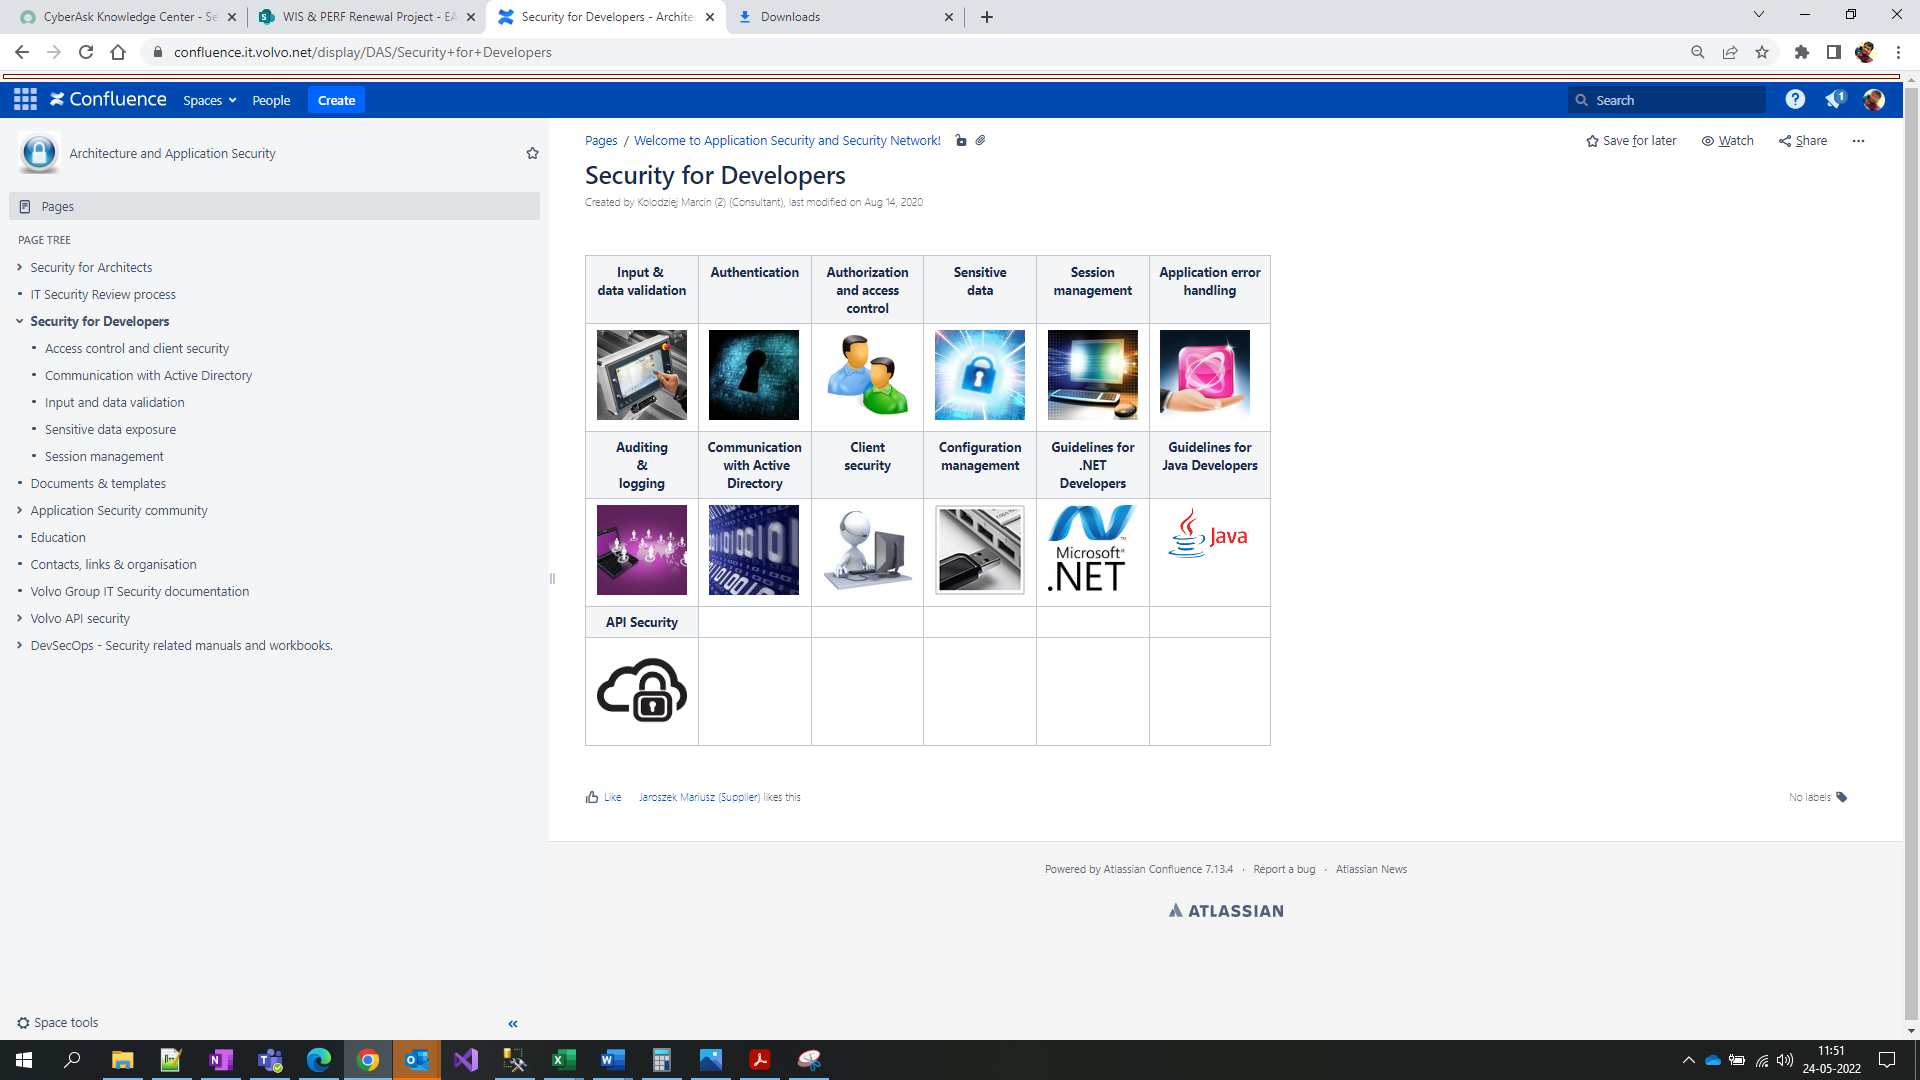 CyberAsk Knowledge Center - Se
WIS & PERF Renewal Project - EA
Security for Developers - Archite
Downloads
confluence.it.volvo.net/display/DAS/Security+for+Developers
Confluence
Spaces
People
Create
Search
1
Architecture and Application Security
Pages
PAGE TREE
Security for Architects
IT Security Review process
Security for Developers
Access control and client security
Communication with Active Directory
Input and data validation
Sensitive data exposure
Session management
Documents & templates
Application Security community
Education
Contacts, links & organisation
Volvo Group IT Security documentation
Volvo API security
DevSecOps - Security related manuals and workbooks.
Space tools
Pages / Welcome to Application Security and Security Network!
Save for later
Watch
Share
Security for Developers
Created by Kolodziej Marcin (2) (Consultant), last modified on Aug 14, 2020
Input &
data validation
Authentication
Authorization
and access
control
Sensitive
data
Session
management
Application error
handling
Auditing
&
logging
Communication
with Active
Directory
Client
security
Configuration
management
Guidelines for
.NET
Developers
Guidelines for
Java Developers
Microsoft®
.NET
Java
API Security
Like
Jaroszek Mariusz (Supplier) likes this
No labels
Powered by Atlassian Confluence 7.13.4 · Report a bug · Atlassian News
ATLASSIAN
11:51
24-05-2022